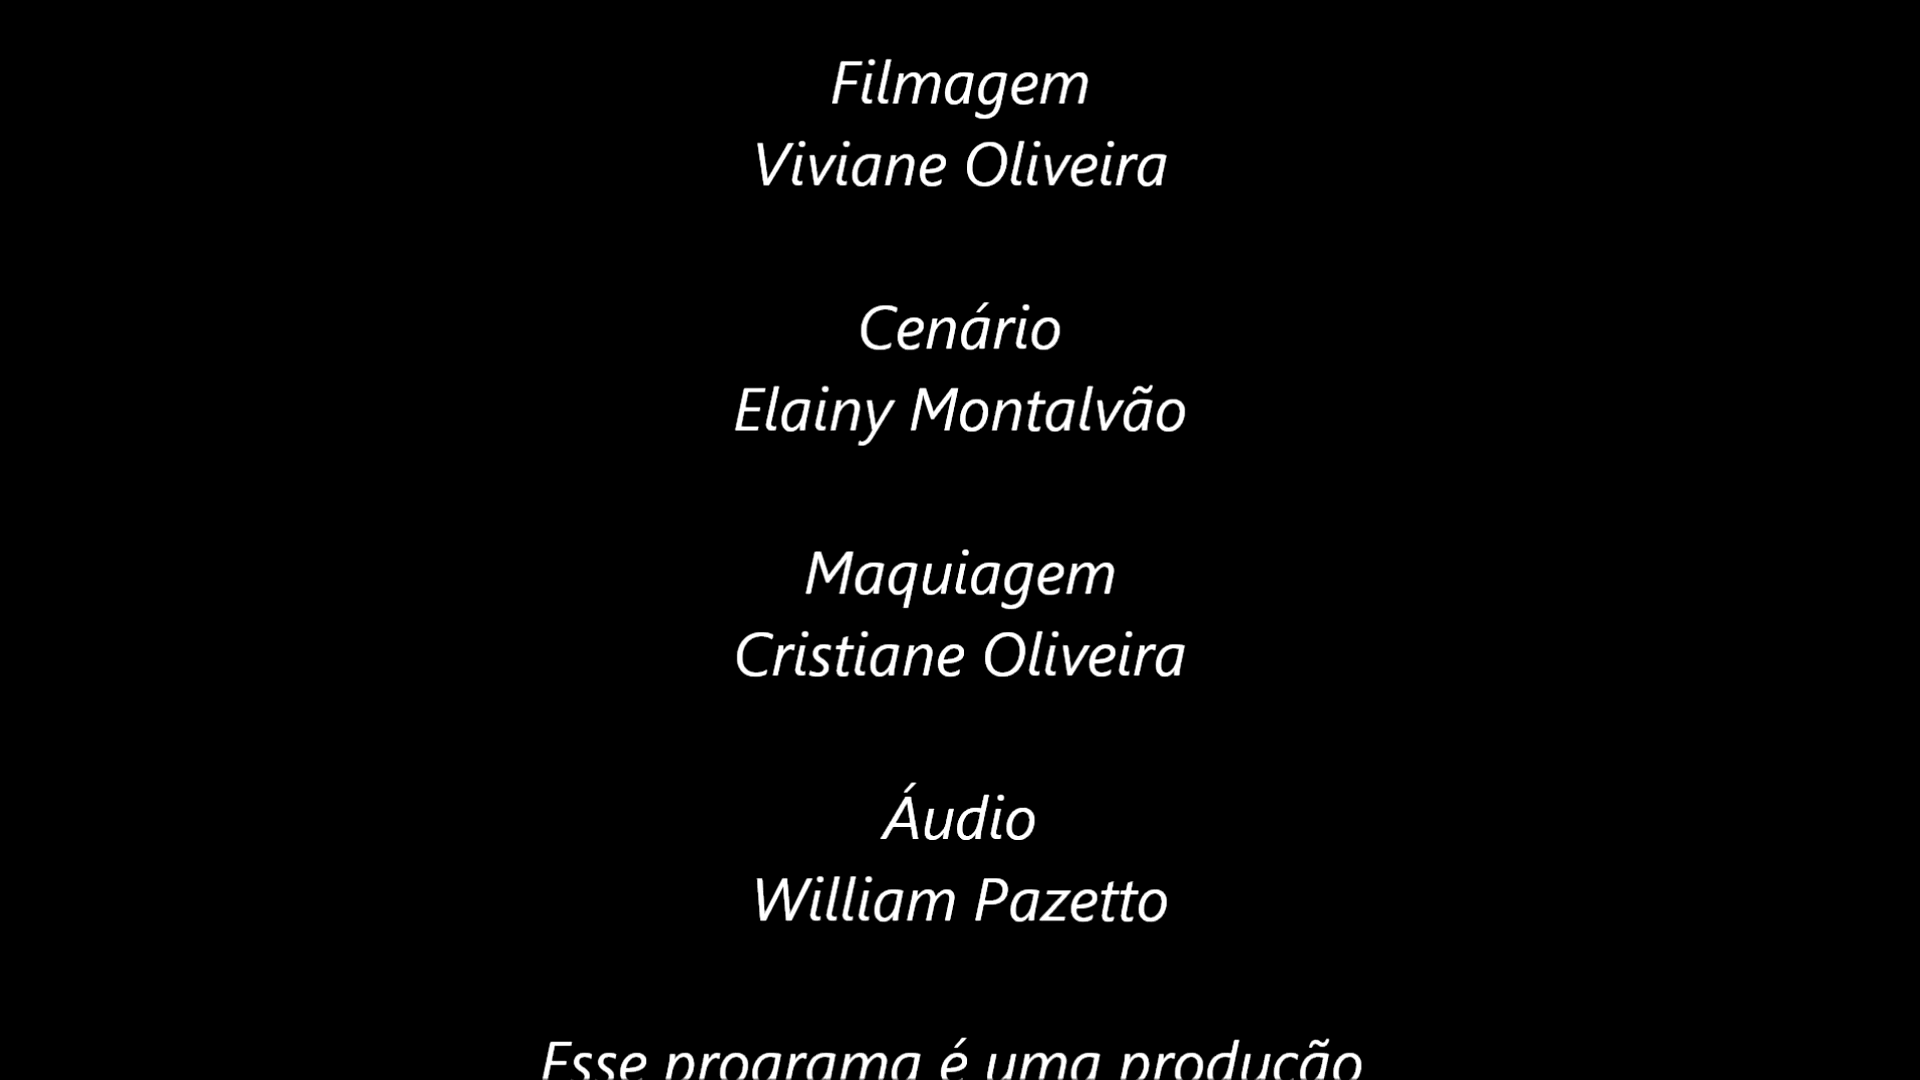 Filmagem
Viviane Oliveira
Cenário
Elainy Montalvão
Maquiagem
Cristiane Oliveira
Áudio
William Pazetto
Esse programa é uma produção